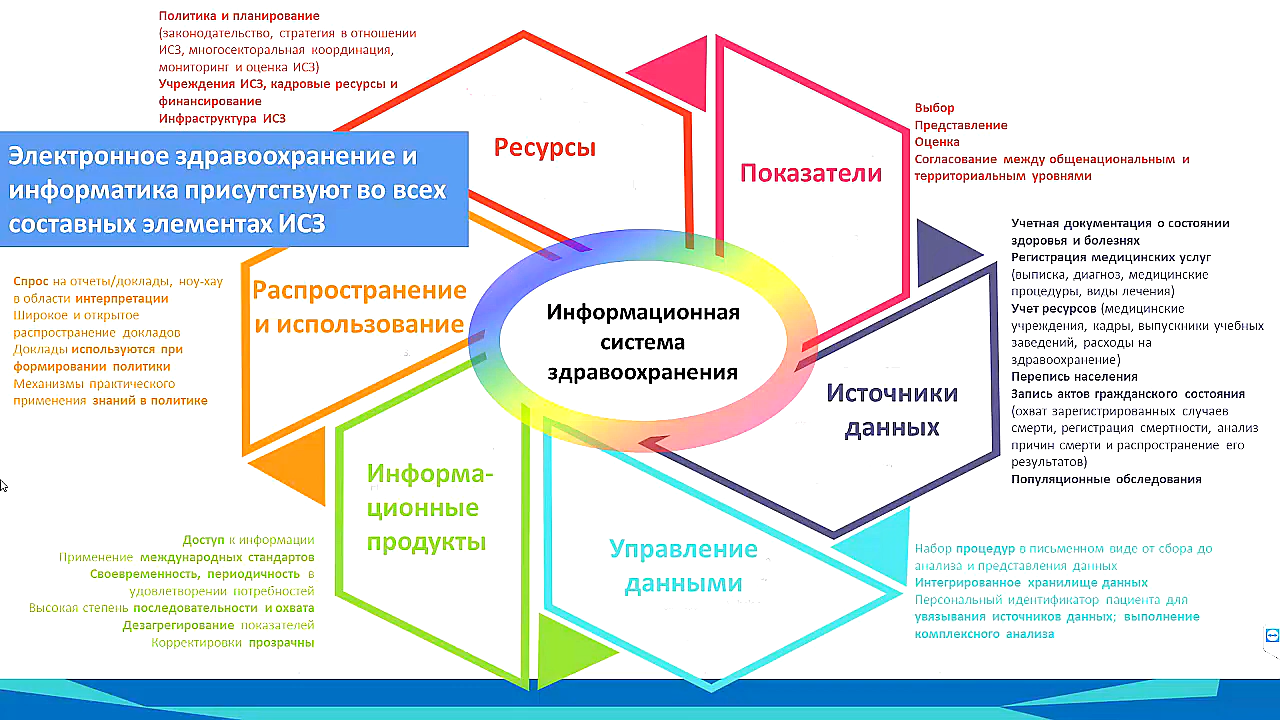 Политика и планирование
(законодательство, стратегия в отношении
ИСЗ, многосекторальная координация,
мониторинг и оценка ИСЗ)
Учреждения ИСЗ, кадровые ресурсы и
финансирование
Инфраструктура ИСЗ
Электронное здравоохранение и
информатика присутствуют во всех
составных элементах ИСЗ
Ресурсы
Показатели
Выбор
Представление
Оценка
Согласование между общенациональным и
территориальным уровнями
Учетная документация о состоянии
здоровья и болезнях
Регистрация медицинских услуг
(выписка, диагноз, медицинские
процедуры, виды лечения)
Учет ресурсов (медицинские
учреждения, кадры, выпускники учебных
заведений, расходы на
здравоохранение)
Перепись населения
Запись актов гражданского состояния
(охват зарегистрированных случаев
смерти, регистрация смертности, анализ
причин смерти и распространение его
результатов)
Популяционные обследования
Спрос на отчеты/доклады, ноу-хау
в области интерпретации
Широкое и открытое
распространение докладов
Доклады используются при
формировании политики
Механизмы практического
применения знаний в политике
Распространение
и использование
Информационная
система
здравоохранения
Источники
данных
Информа-
ционные
продукты
Управление
данными
Доступ к информации
Применение международных стандартов
Своевременность, периодичность в
удовлетворении потребностей
Высокая степень последовательности и охвата
Дезагрегирование показателей
Корректировки прозрачны
Набор процедур в письменном виде от сбора до
анализа и представления данных
Интегрированное хранилище данных
Персональный идентификатор пациента для
увязывания источников данных; выполнение
комплексного анализа